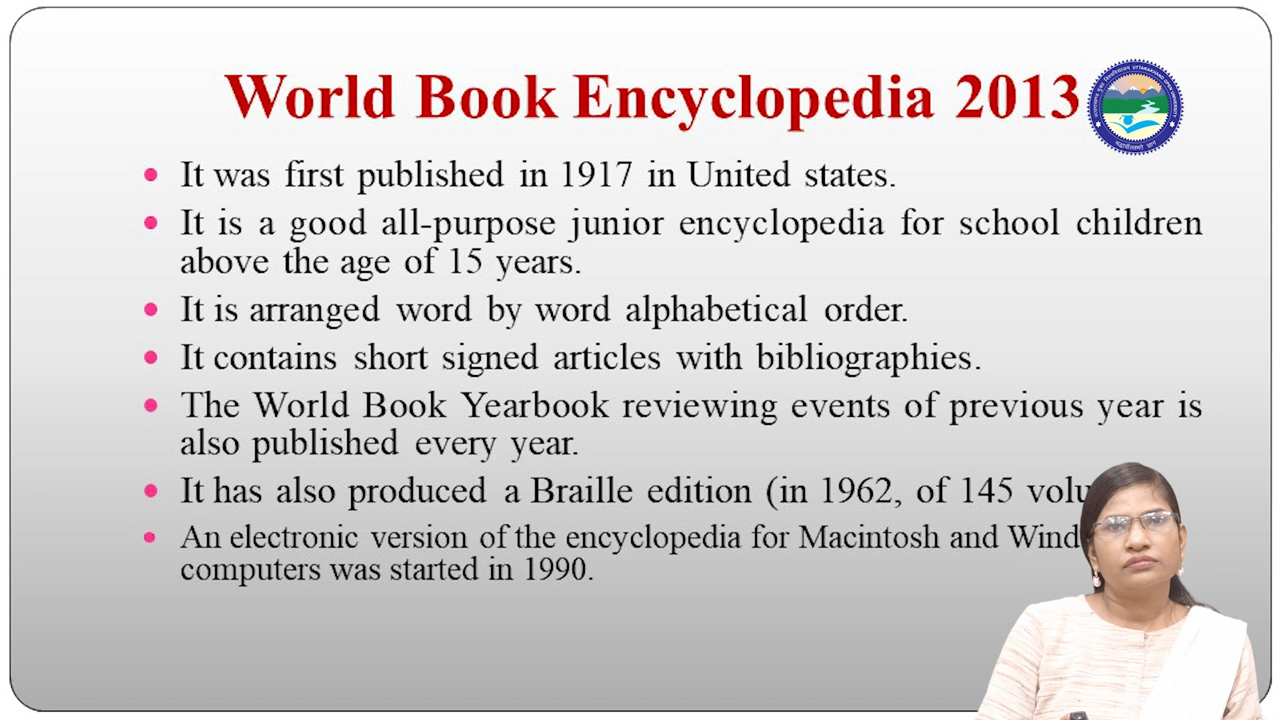 World Book Encyclopedia 2013
• It was first published in 1917 in United states.
• It is a good all-purpose junior encyclopedia for school children
above the age of 15 years.
• It is arranged word by word alphabetical order.
• It contains short signed articles with bibliographies.
• The World Book Yearbook reviewing events of previous year is
also published every year.
• It has also produced a Braille edition (in 1962, of 145 volu
• An electronic version of the encyclopedia for Macintosh and Wind
computers was started in 1990.